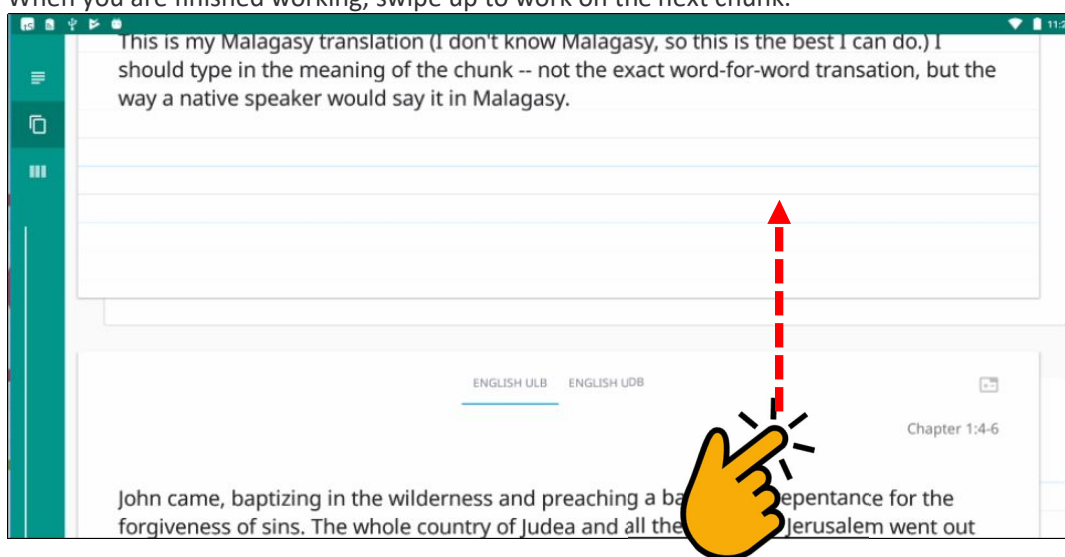 When you are finished working, swipe up to work on the next chunk.
11:2
This is my Malagasy translation (I don't know Malagasy, so this is the best I can do.) I
should type in the meaning of the chunk -- not the exact word-for-word transation, but the
way a native speaker would say it in Malagasy.
ENGLISH ULB ENGLISH UDB
Chapter 1:4-6
John came, baptizing in the wilderness and preaching a ba epentance for the
forgiveness of sins. The whole country of Judea and all the Jerusalem went out